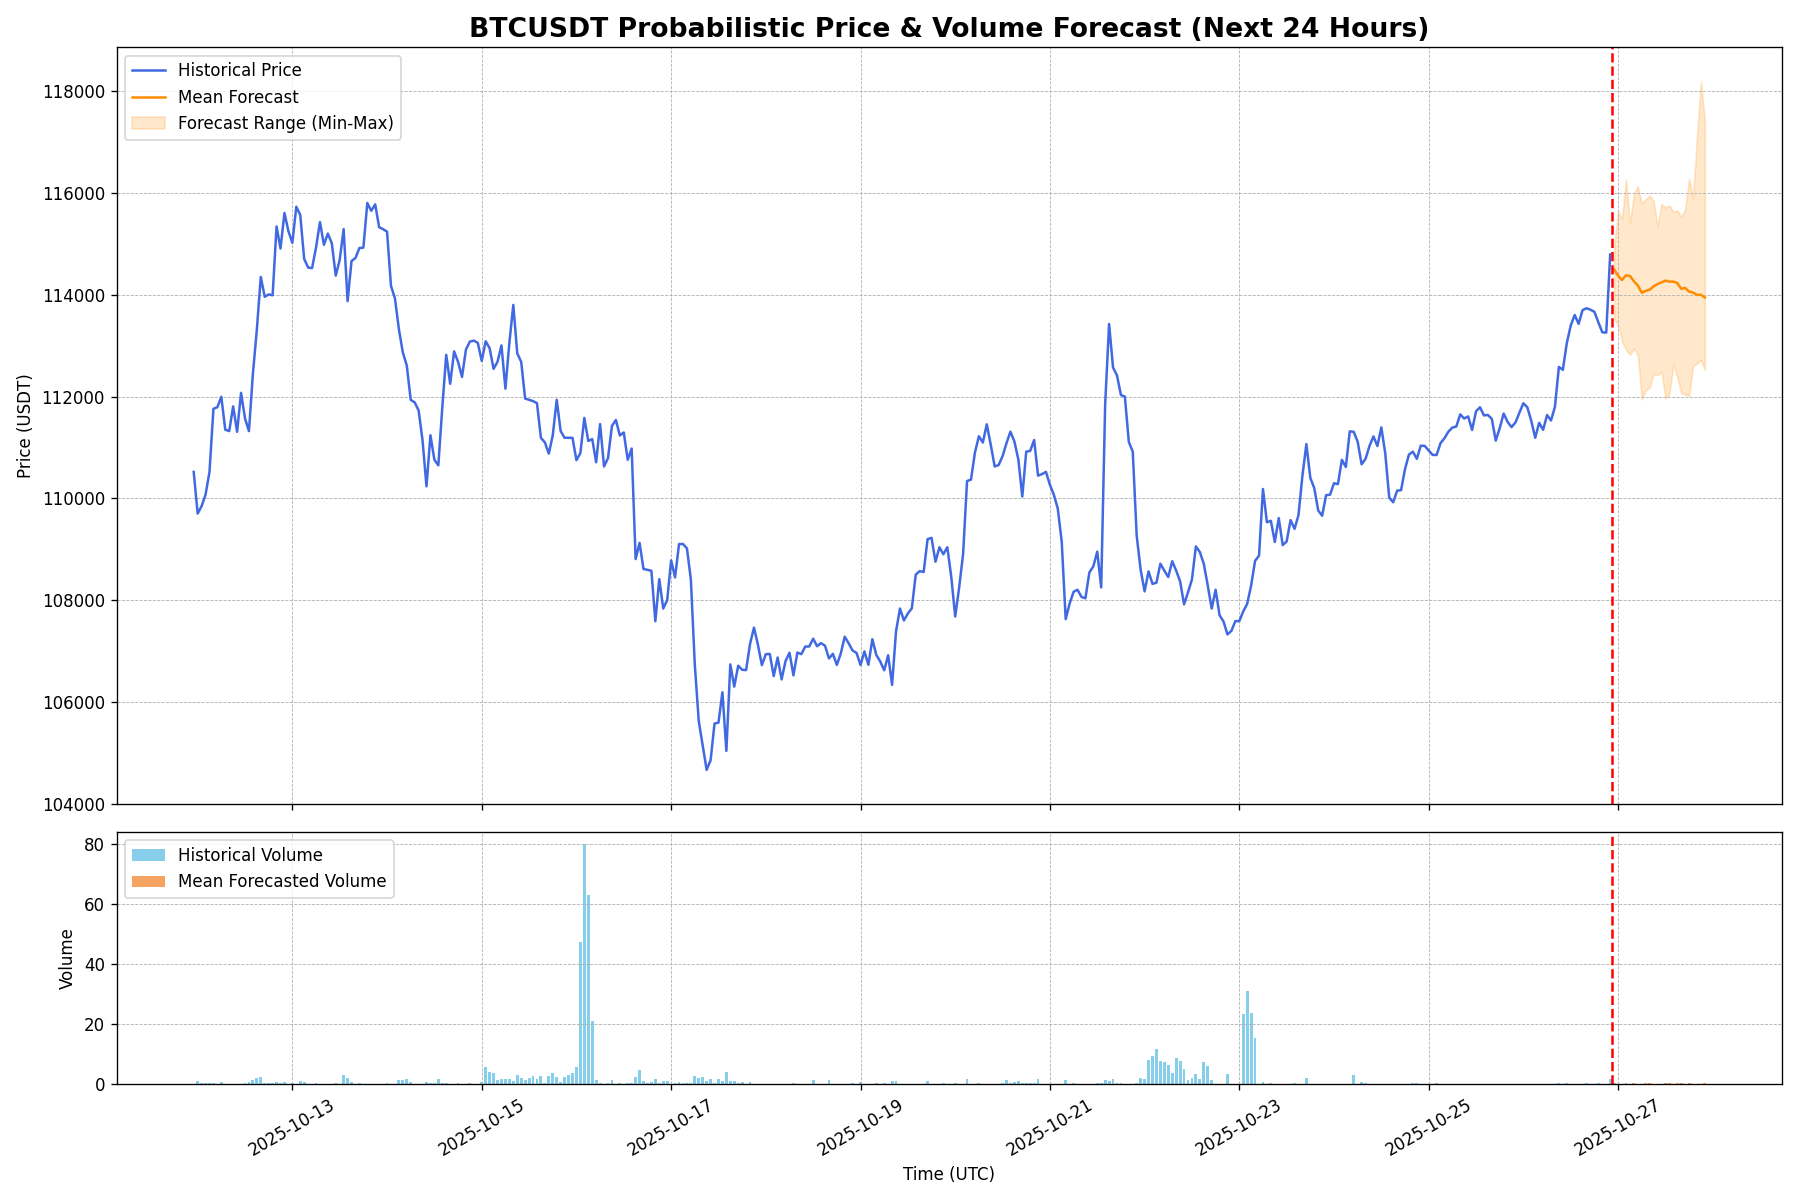 BTCUSDT Probabilistic Price & Volume Forecast (Next 24 Hours)
Historical Price
Mean Forecast
Forecast Range (Min-Max)
118000
116000
114000
112000
110000
108000
106000
104000
Price (USDT)
Historical Volume
Mean Forecasted Volume
80
60
40
20
0
Volume
2025-10-13
2025-10-15
2025-10-17
2025-10-19
2025-10-21
2025-10-23
2025-10-25
2025-10-27
Time (UTC)